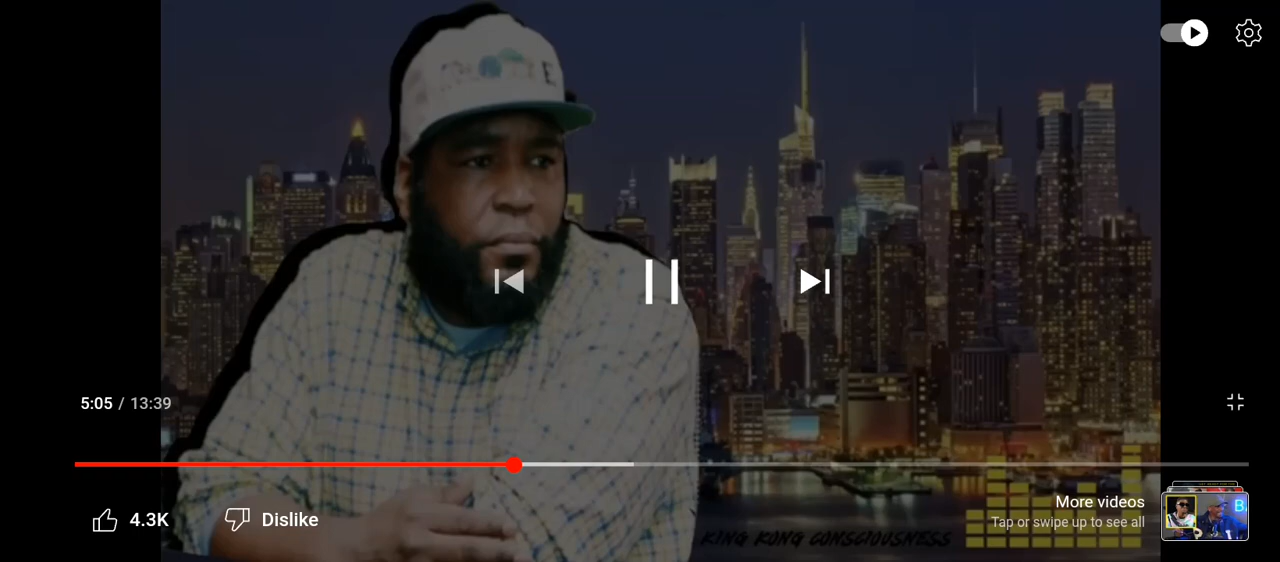 E
5:05 / 13:39
4.3K
Dislike
More videos
Tap or swipe up to see all
B
KING KONG CONSCIOUSNESS